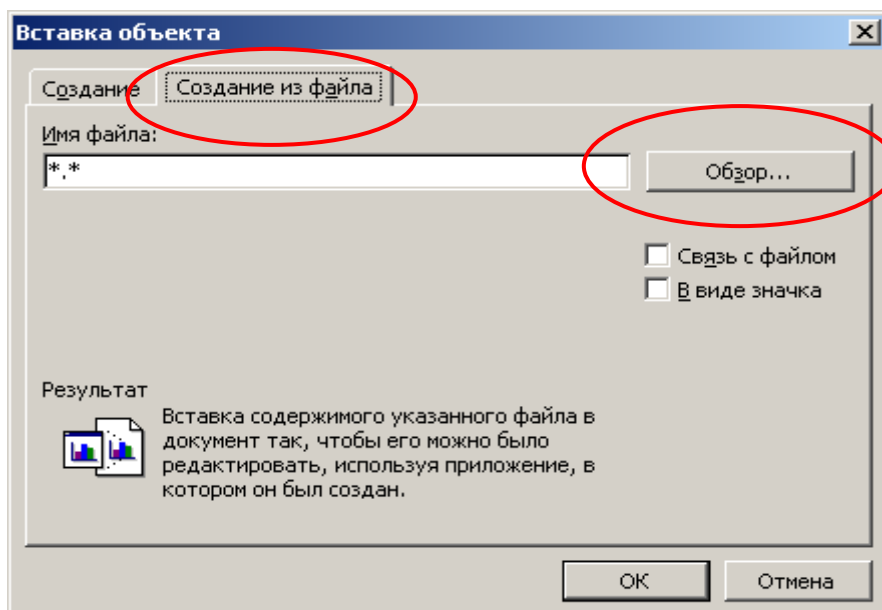 Вставка объекта
Создание
Создание из файла
Имя файла:
*.*
Обзор...
Связь с файлом
В виде значка
Результат
Вставка содержимого указанного файла в
документ так, чтобы его можно было
редактировать, используя приложение, в
котором он был создан.
ОК
Отмена